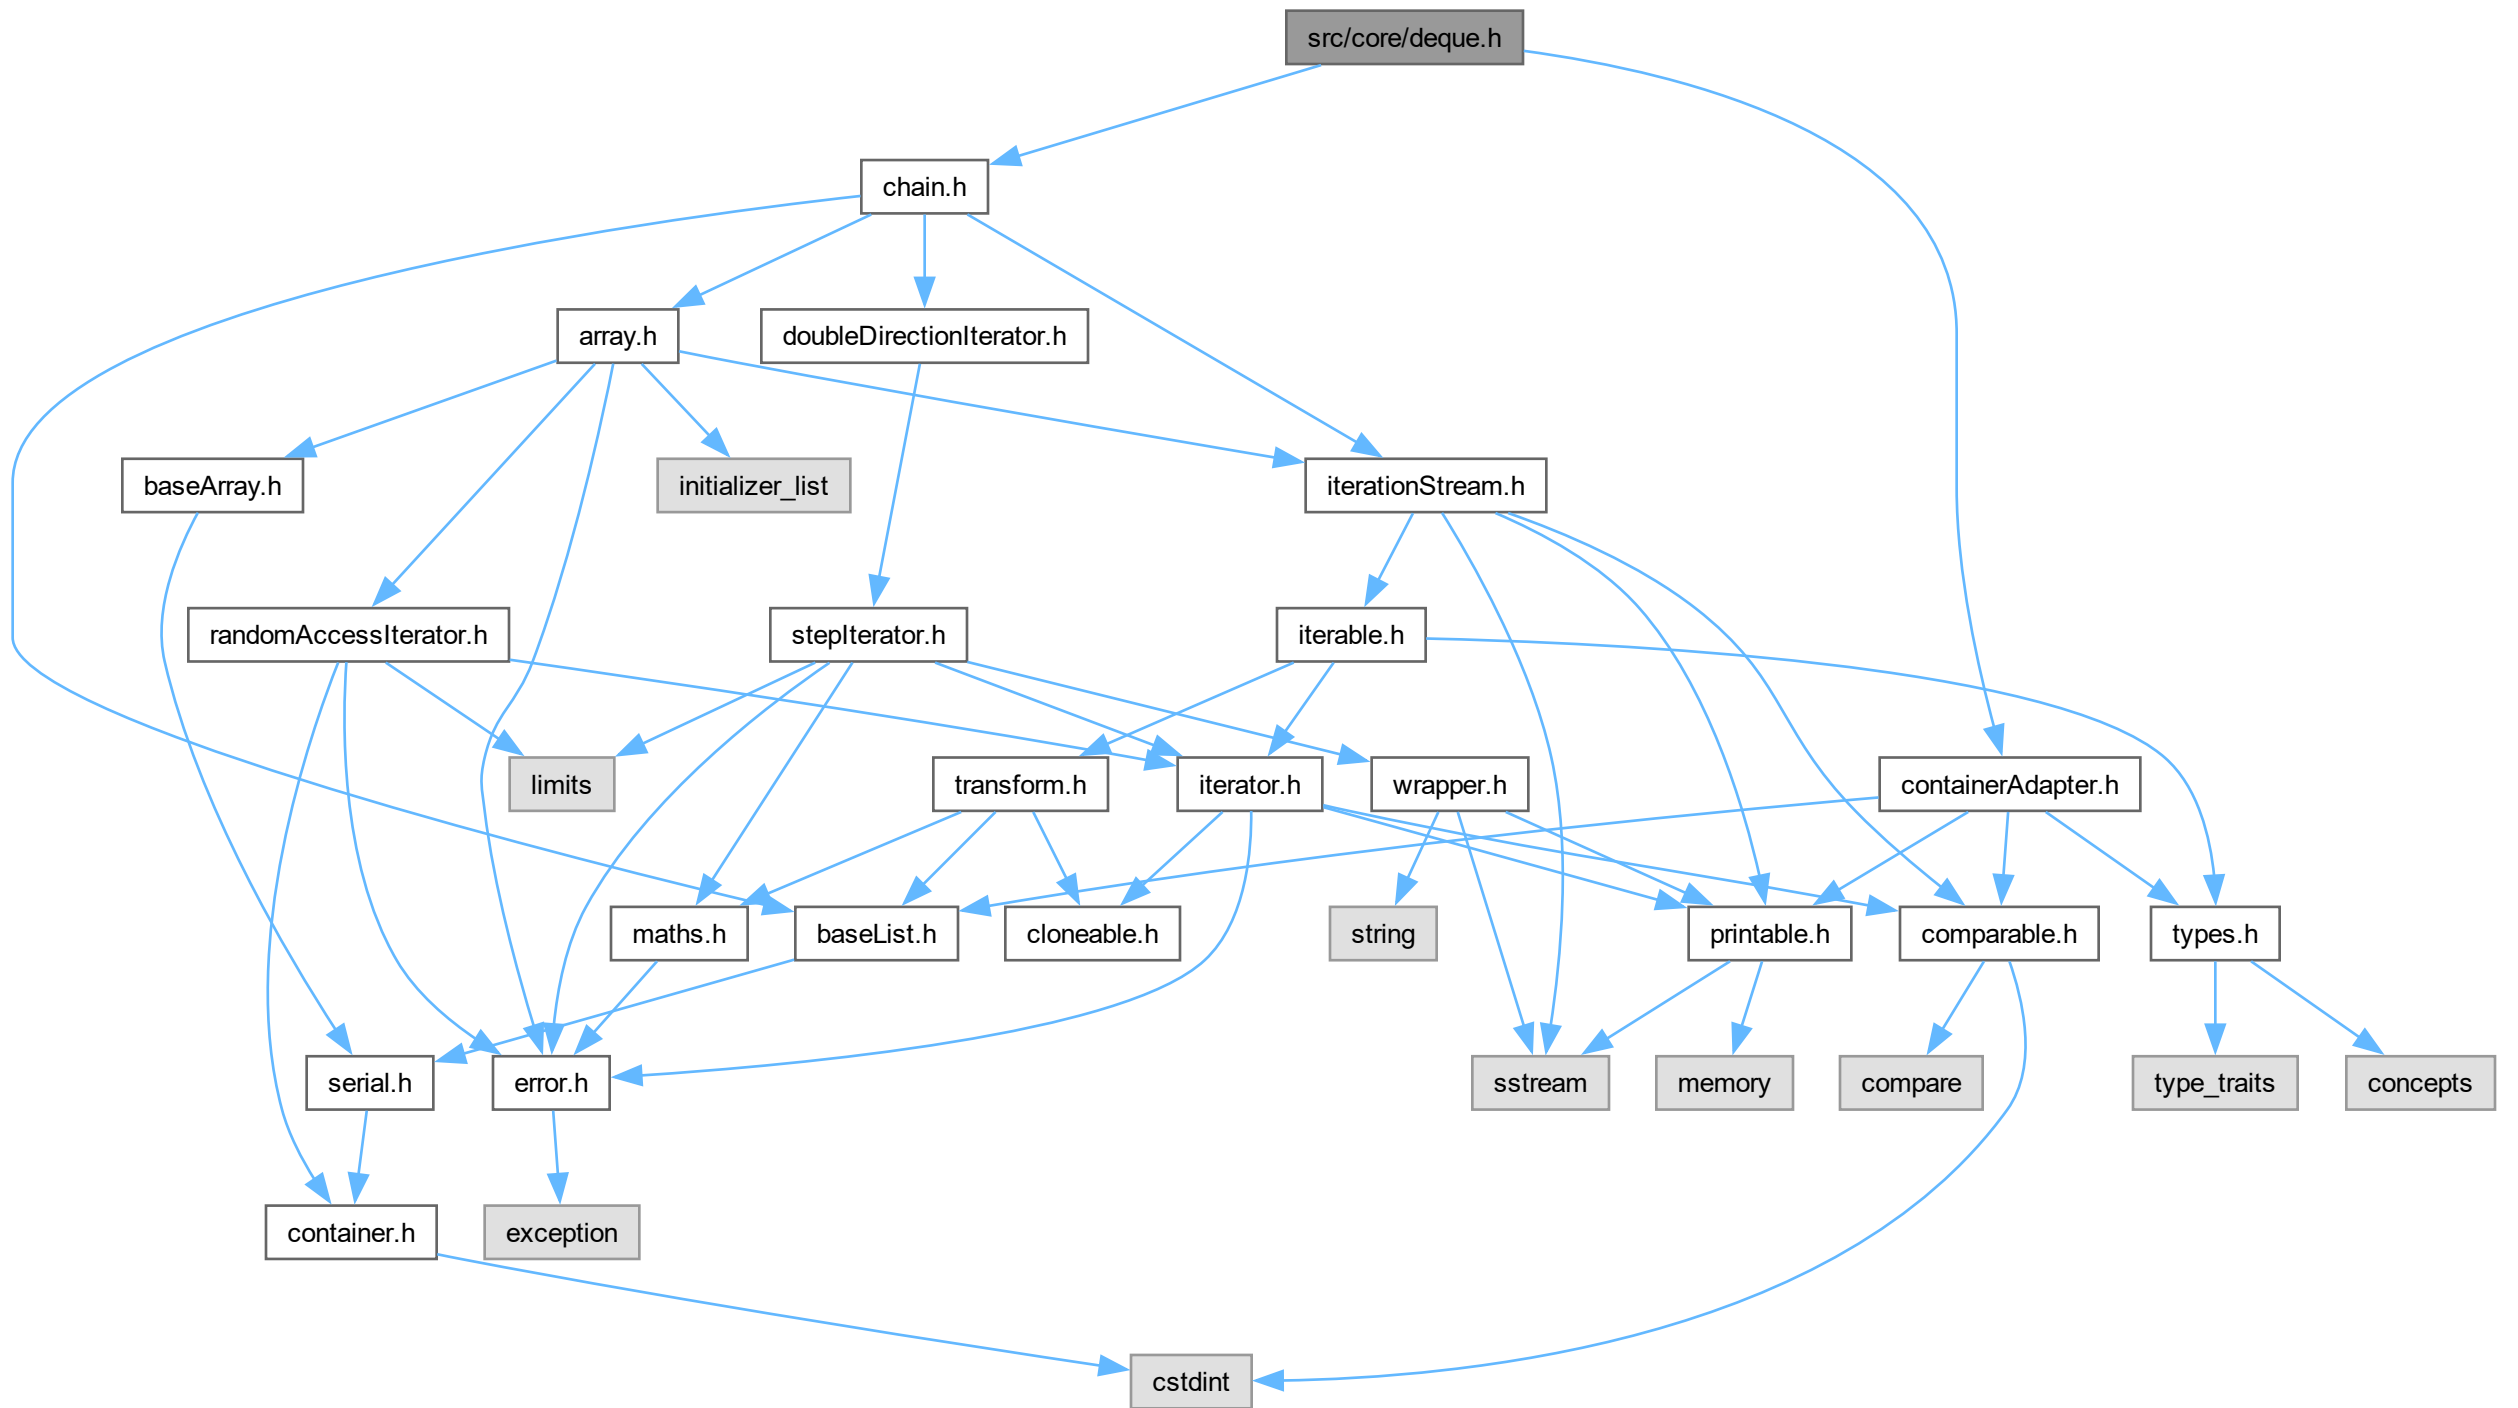 src/core/deque.h
chain.h
array.h
doubleDirectionIterator.h
baseArray.h
initializer_list
iterationStream.h
randomAccessIterator.h
stepIterator.h
iterable.h
limits
transform.h
iterator.h
wrapper.h
containerAdapter.h
maths.h
baseList.h
cloneable.h
string
printable.h
comparable.h
types.h
serial.h
error.h
sstream
memory
compare
type_traits
concepts
container.h
exception
cstdint